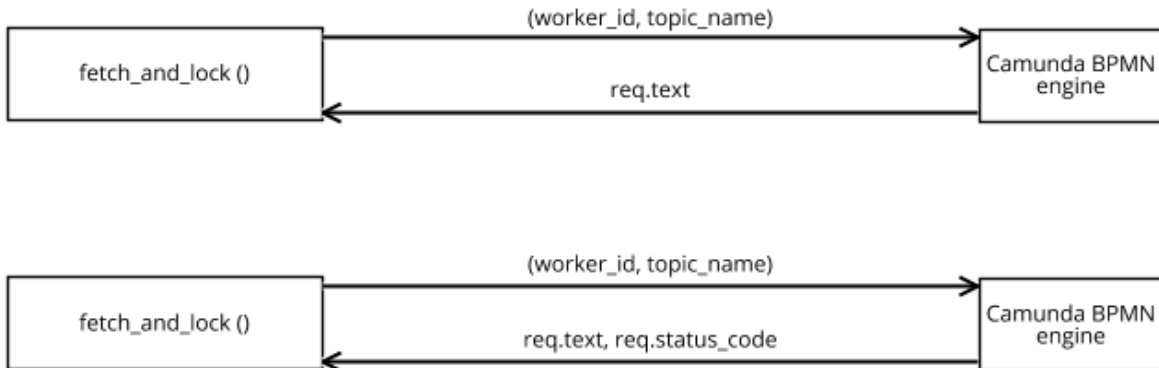 (worker_id, topic_name)
fetch_and_lock ()
Camunda BPMN
engine
req.text
(worker_id, topic_name)
fetch_and_lock ()
Camunda BPMN
engine
req.text, req.status_code